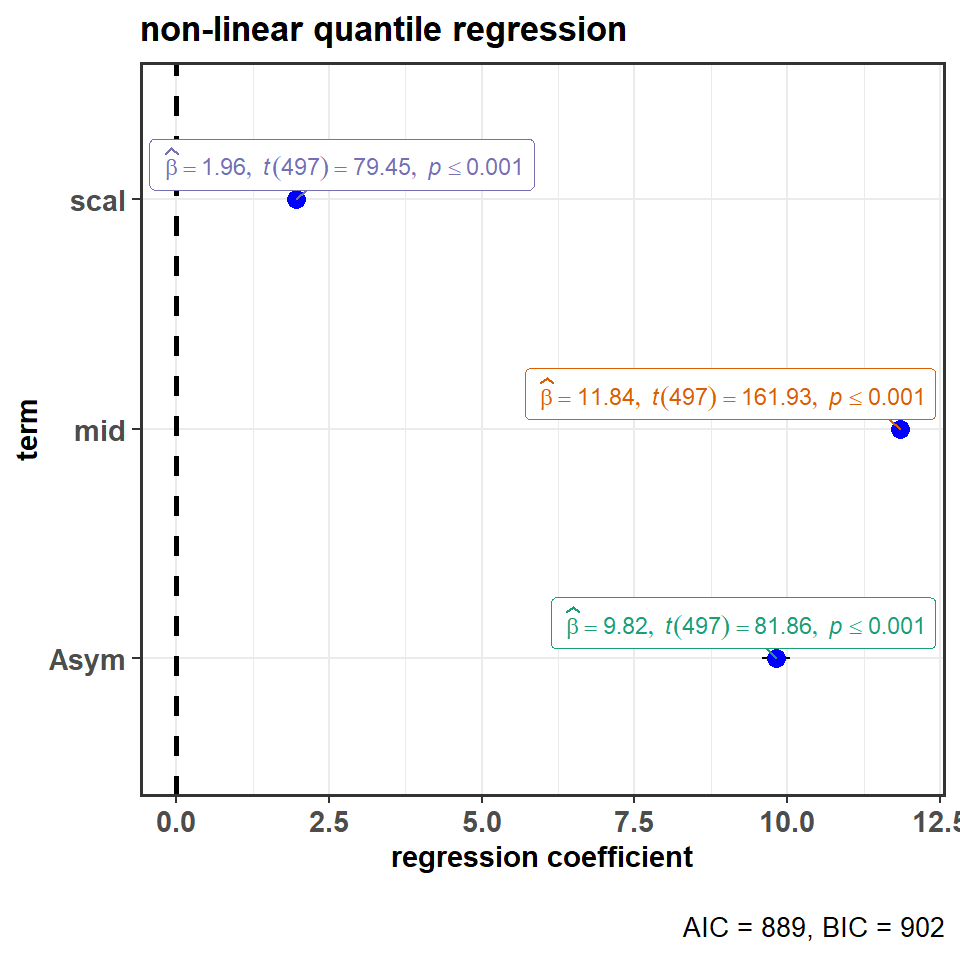 non-linear quantile regression
β̂ = 1.96, t(497) = 79.45, p ≤ 0.001
scal
β̂ = 11.84, t(497) = 161.93, p ≤ 0.001
mid
term
β̂ = 9.82, t(497) = 81.86, p ≤ 0.001
Asym
0.0 2.5 5.0 7.5 10.0 12.5
regression coefficient
AIC = 889, BIC = 902